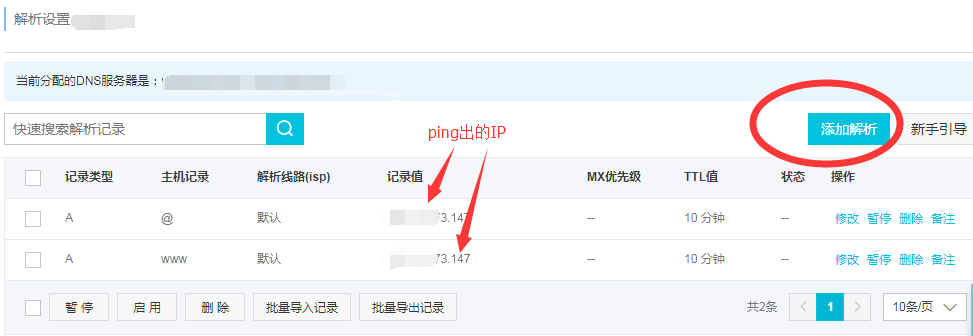 解析设置
当前分配的DNS服务器是：
快速搜索解析记录
ping出的IP
添加解析 新手引导
记录类型 主机记录 解析线路(isp) 记录值 MX优先级 TTL值 状态 操作
A @ 默认 73.147 -- 10 分钟 -- 修改 暂停 删除 备注
A www 默认 73.147 -- 10 分钟 -- 修改 暂停 删除 备注
暂 停 启 用 删 除 批量导入记录 批量导出记录 共2条 < 1 > 10条/页